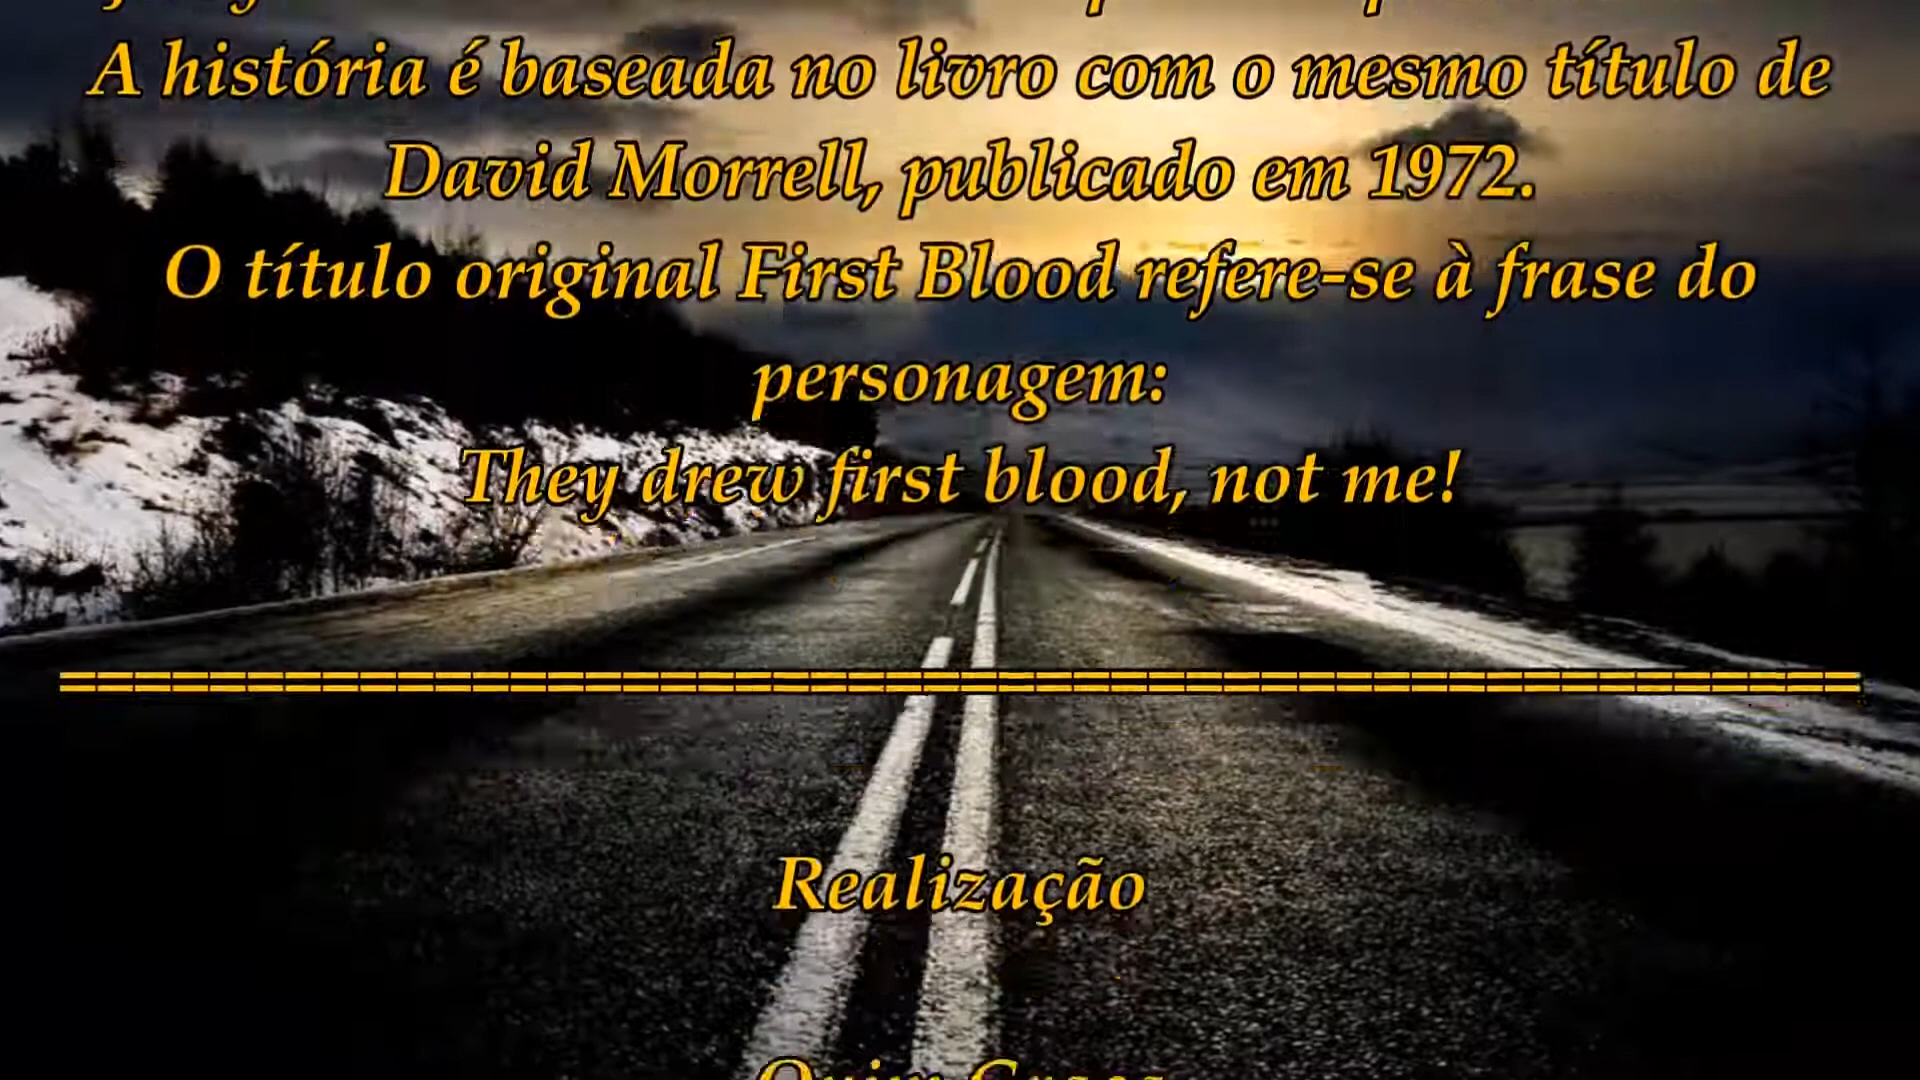 A história é baseada no livro com o mesmo título de
David Morrell, publicado em 1972.
O título original First Blood refere-se à frase do
personagem:
They drew first blood, not me!
Realização